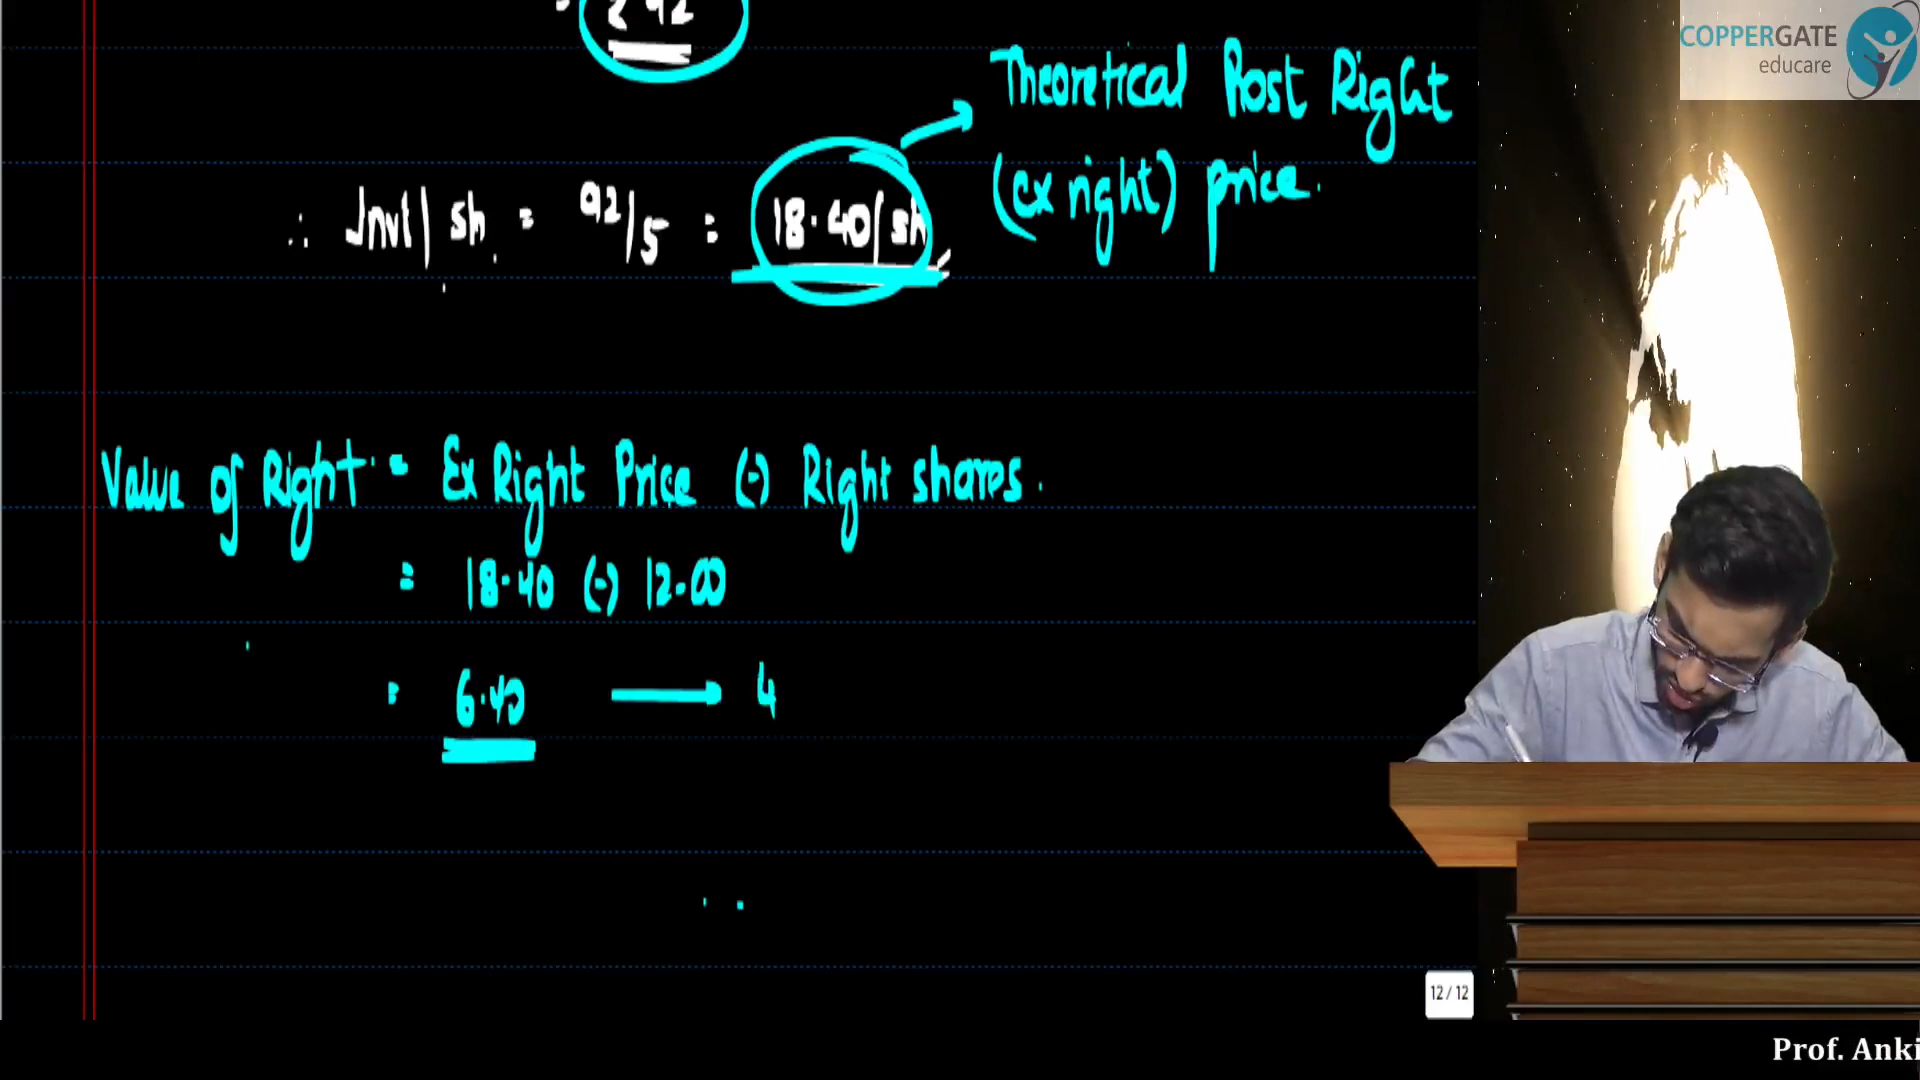 ₹ 92
COPPERGATE
educare
Theoretical Post Right
(ex right) price.
∴ Invt/sh. = 92/5 = 18.40/sh
Value of Right = Ex Right Price (-) Right shares.
= 18.40 (-) 12.00
= 6.40 → 4
12 / 12
Prof. Anki